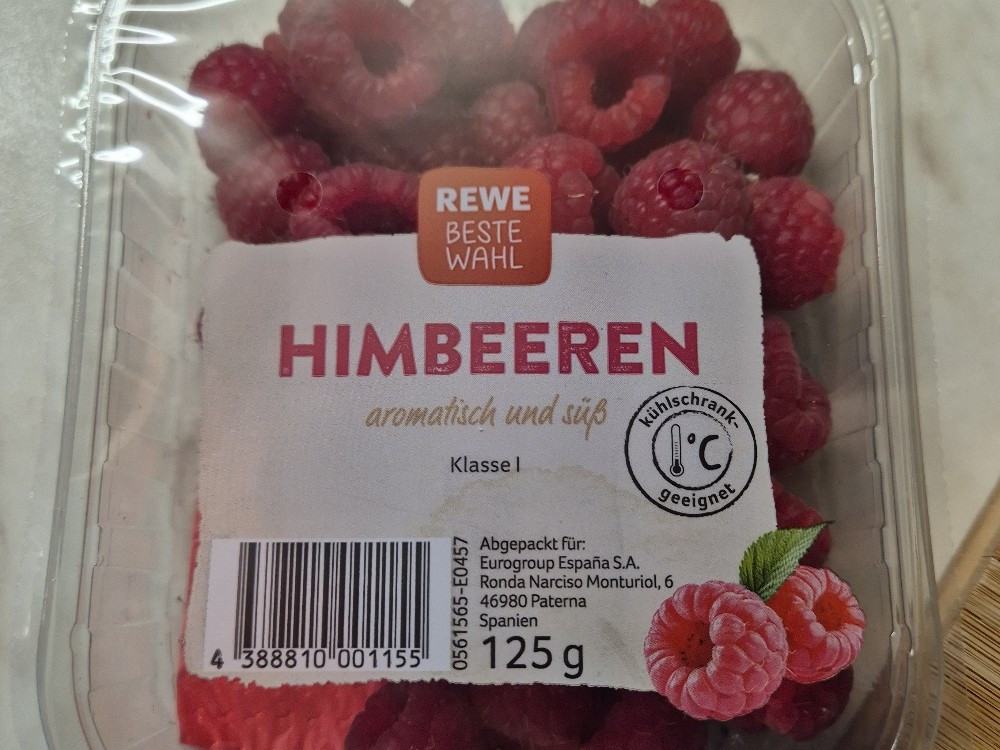 REWE
BESTE
WAHL
HIMBEEREN
aromatisch und süß
kühlschrank-
°C
geeignet
Klasse I
Abgepackt für:
Eurogroup España S.A.
Ronda Narciso Monturiol, 6
46980 Paterna
Spanien
125 g
0561565-E0457
4 388810 001155